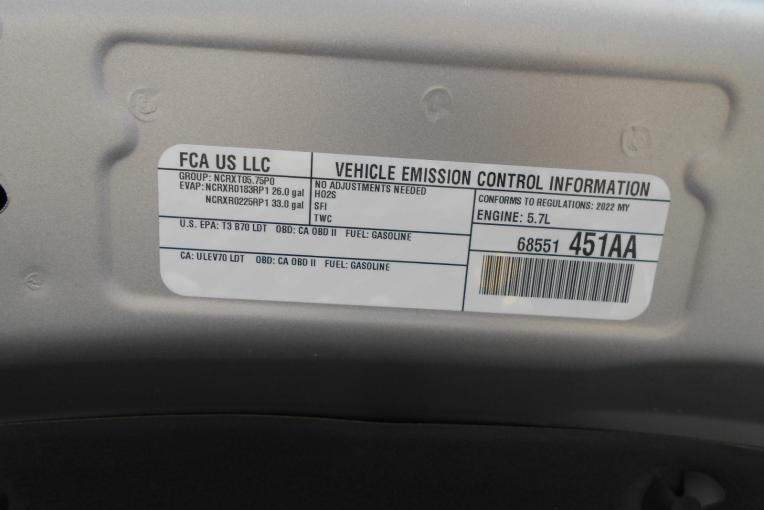 FCA US LLC
GROUP: NCRXT05.75P0
EVAP: NCRXR0183RP1 26.0 gal
NCRXR0225RP1 33.0 gal
VEHICLE EMISSION CONTROL INFORMATION
NO ADJUSTMENTS NEEDED
HO2S
SFI
TWC
CONFORMS TO REGULATIONS: 2022 MY
ENGINE: 5.7L
U.S. EPA: T3 B70 LDT OBD: CA OBD II FUEL: GASOLINE
CA: ULEV70 LDT OBD: CA OBD II FUEL: GASOLINE
68551 451AA